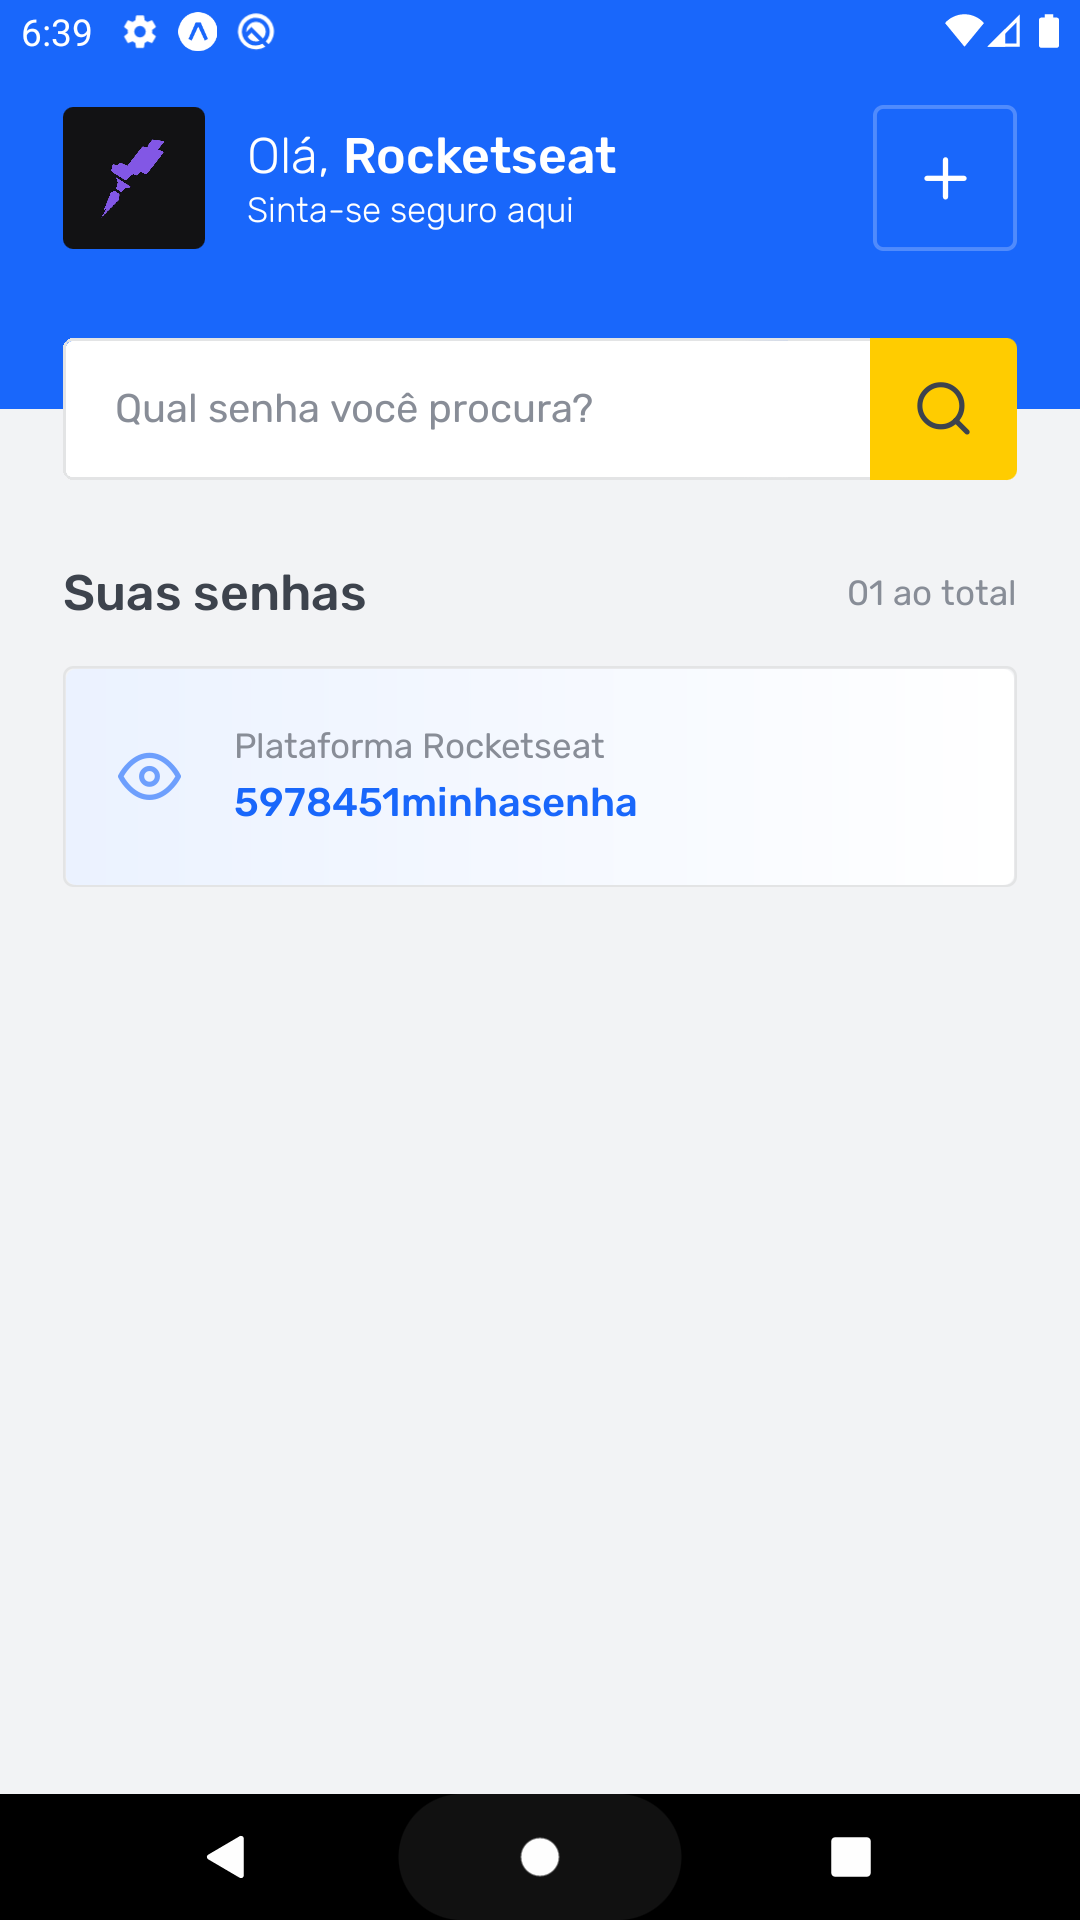 6:39
Olá, Rocketseat
Sinta-se seguro aqui
Qual senha você procura?
Suas senhas
01 ao total
Plataforma Rocketseat
5978451minhasenha